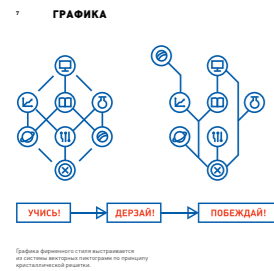 7
ГРАФИКА
УЧИСЬ!
ДЕРЗАЙ!
ПОБЕЖДАЙ!
Графика фирменного стиля выстраивается
из системы векторных пиктограмм по принципу
кристаллической решетки.